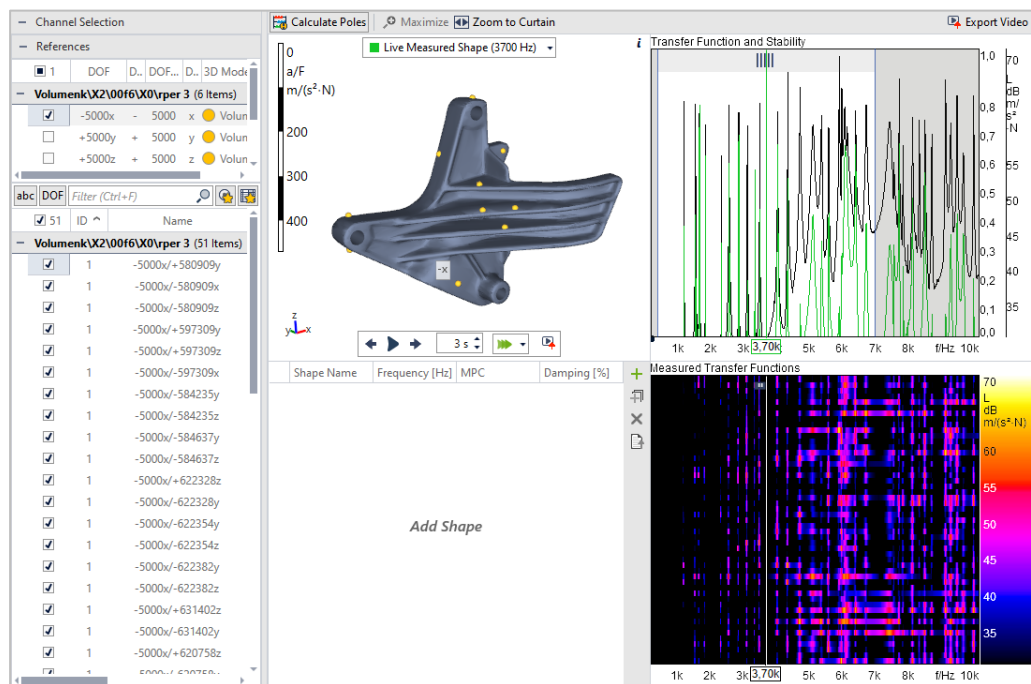 Channel Selection
References
1 DOF D.. DOF... D.. 3D Mode
Volumenk\X2\00f6\X0\rper 3 (6 Items)
-5000x - 5000 x Volun
+5000y + 5000 y Volun
+5000z + 5000 z Volun
abc DOF Filter (Ctrl+F)
51 ID Name
Volumenk\X2\00f6\X0\rper 3 (51 Items)
1 -5000x/+580909y
1 -5000x/-580909x
1 -5000x/-580909z
1 -5000x/+597309y
1 -5000x/+597309z
1 -5000x/-597309x
1 -5000x/-584235y
1 -5000x/-584235z
1 -5000x/-584637y
1 -5000x/-584637z
1 -5000x/+622328z
1 -5000x/-622328y
1 -5000x/-622354y
1 -5000x/-622354z
1 -5000x/-622382y
1 -5000x/-622382z
1 -5000x/+631402z
1 -5000x/-631402y
1 -5000x/+620758z
1 -5000x/-620758y
Calculate Poles Maximize Zoom to Curtain Export Video
Live Measured Shape (3700 Hz)
i
0
a/F
m/(s²·N)
100
200
300
400
-x
z
y x
3 s
Shape Name Frequency [Hz] MPC Damping [%]
Add Shape
Transfer Function and Stability
1,0
0,9
0,8
0,7
0,6
0,5
0,4
0,3
0,2
0,1
0,0
70
L
dB
m/
s²
·N)
60
55
50
45
40
35
1k 2k 3k 3,70k 5k 6k 7k 8k f/Hz 10k
Measured Transfer Functions
70
L
dB
m/(s²·N)
60
55
50
45
40
35
1k 2k 3k 3,70k 5k 6k 7k 8k f/Hz 10k